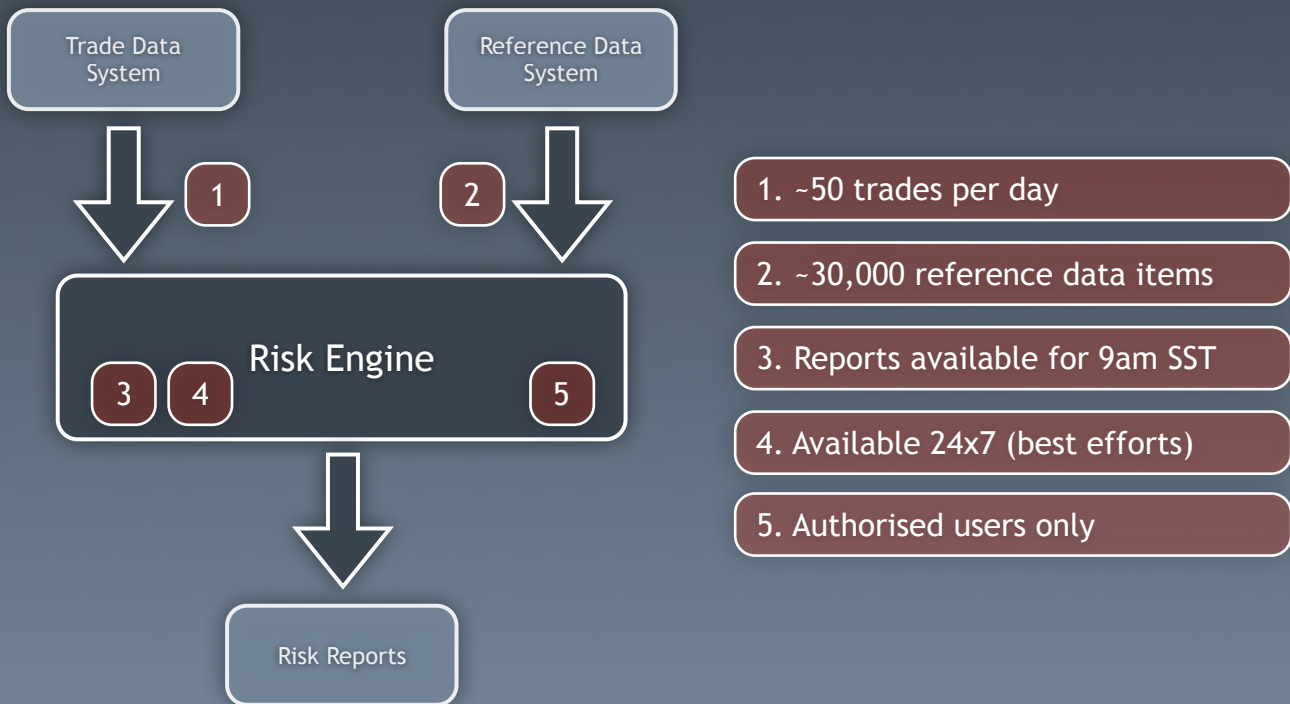 Trade Data
System
Reference Data
System
1
2
Risk Engine
3
4
5
Risk Reports
1. ~50 trades per day
2. ~30,000 reference data items
3. Reports available for 9am SST
4. Available 24x7 (best efforts)
5. Authorised users only